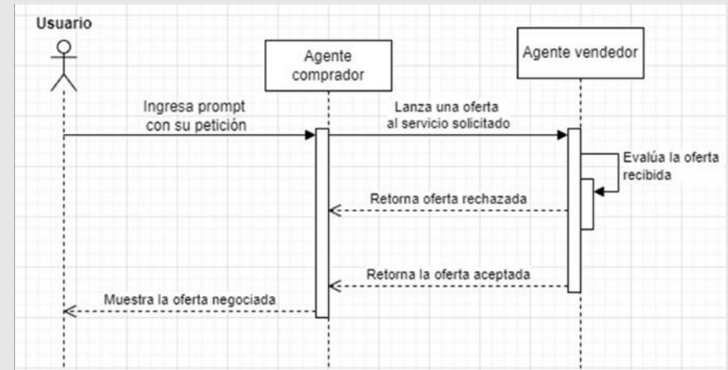 Usuario
Agente
comprador
Agente vendedor
Ingresa prompt
con su petición
Lanza una oferta
al servicio solicitado
Evalúa la oferta
recibida
Retorna oferta rechazada
Retorna la oferta aceptada
Muestra la oferta negociada